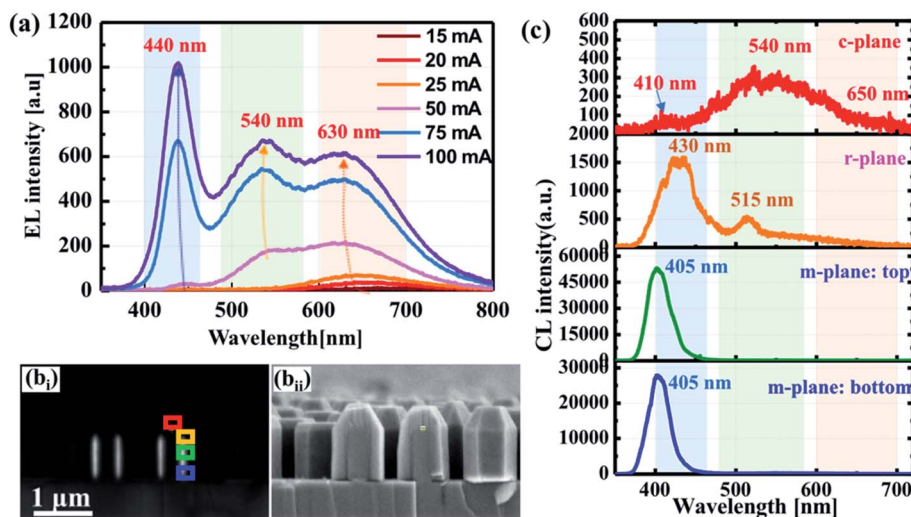 (a)
440 nm
540 nm
630 nm
15 mA
20 mA
25 mA
50 mA
75 mA
100 mA
EL intensity [a.u]
1000
800
600
400
200
0
400 500 600 700 800
Wavelength[nm]
(bi)
1 µm
(bii)
(c)
CL intensity(a.u.)
600
300
200
100
2000
c-plane
540 nm
410 nm
650 nm
1500
1000
500
0
60000
r-plane
430 nm
515 nm
45000
30000
15000
0
m-plane: top
405 nm
30000
20000
10000
0
m-plane: bottom
405 nm
400 500 600 700
Wavelength [nm]